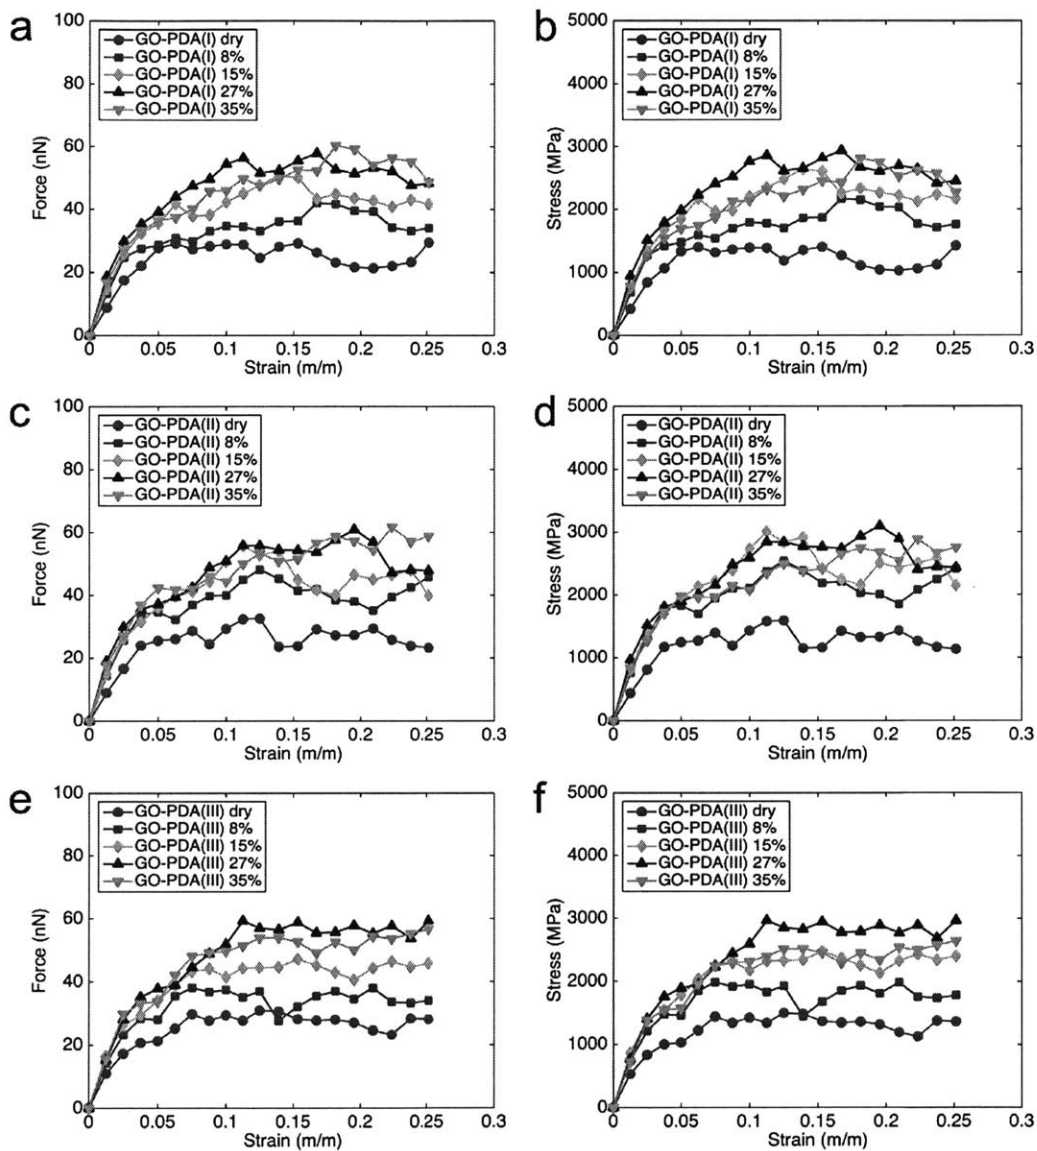 a
100
80
60
40
20
0
Force (nN)
GO-PDA(I) dry
GO-PDA(I) 8%
GO-PDA(I) 15%
GO-PDA(I) 27%
GO-PDA(I) 35%
0 0.05 0.1 0.15 0.2 0.25 0.3
Strain (m/m)
b
5000
4000
3000
2000
1000
0
Stress (MPa)
GO-PDA(I) dry
GO-PDA(I) 8%
GO-PDA(I) 15%
GO-PDA(I) 27%
GO-PDA(I) 35%
0 0.05 0.1 0.15 0.2 0.25 0.3
Strain (m/m)
c
100
80
60
40
20
0
Force (nN)
GO-PDA(II) dry
GO-PDA(II) 8%
GO-PDA(II) 15%
GO-PDA(II) 27%
GO-PDA(II) 35%
0 0.05 0.1 0.15 0.2 0.25 0.3
Strain (m/m)
d
5000
4000
3000
2000
1000
0
Stress (MPa)
GO-PDA(II) dry
GO-PDA(II) 8%
GO-PDA(II) 15%
GO-PDA(II) 27%
GO-PDA(II) 35%
0 0.05 0.1 0.15 0.2 0.25 0.3
Strain (m/m)
e
100
80
60
40
20
0
Force (nN)
GO-PDA(III) dry
GO-PDA(III) 8%
GO-PDA(III) 15%
GO-PDA(III) 27%
GO-PDA(III) 35%
0 0.05 0.1 0.15 0.2 0.25 0.3
Strain (m/m)
f
5000
4000
3000
2000
1000
0
Stress (MPa)
GO-PDA(III) dry
GO-PDA(III) 8%
GO-PDA(III) 15%
GO-PDA(III) 27%
GO-PDA(III) 35%
0 0.05 0.1 0.15 0.2 0.25 0.3
Strain (m/m)